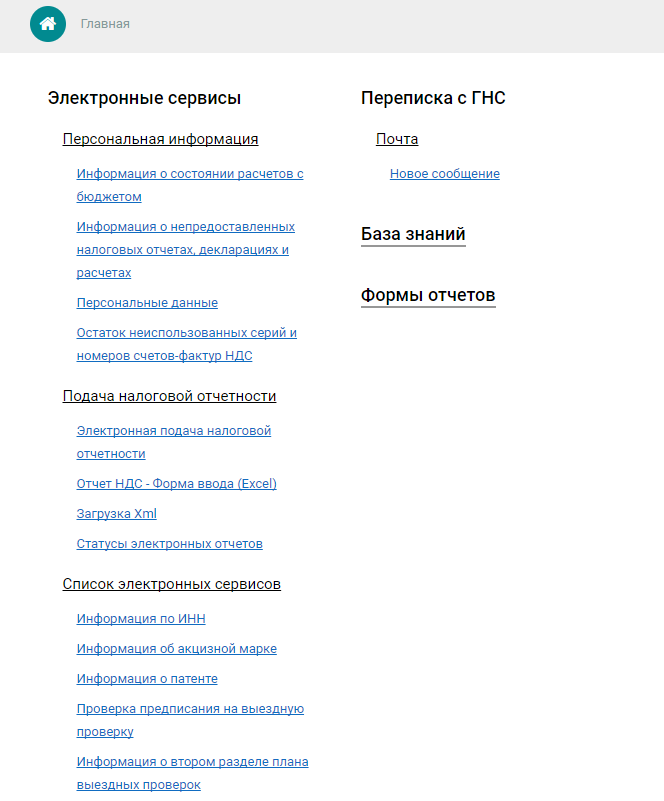 Главная
Электронные сервисы
Персональная информация
Информация о состоянии расчетов с
бюджетом
Информация о непредоставленных
налоговых отчетах, декларациях и
расчетах
Персональные данные
Остаток неиспользованных серий и
номеров счетов-фактур НДС
Подача налоговой отчетности
Электронная подача налоговой
отчетности
Отчет НДС - Форма ввода (Excel)
Загрузка Xml
Статусы электронных отчетов
Список электронных сервисов
Информация по ИНН
Информация об акцизной марке
Информация о патенте
Проверка предписания на выездную
проверку
Информация о втором разделе плана
выездных проверок
Переписка с ГНС
Почта
Новое сообщение
База знаний
Формы отчетов